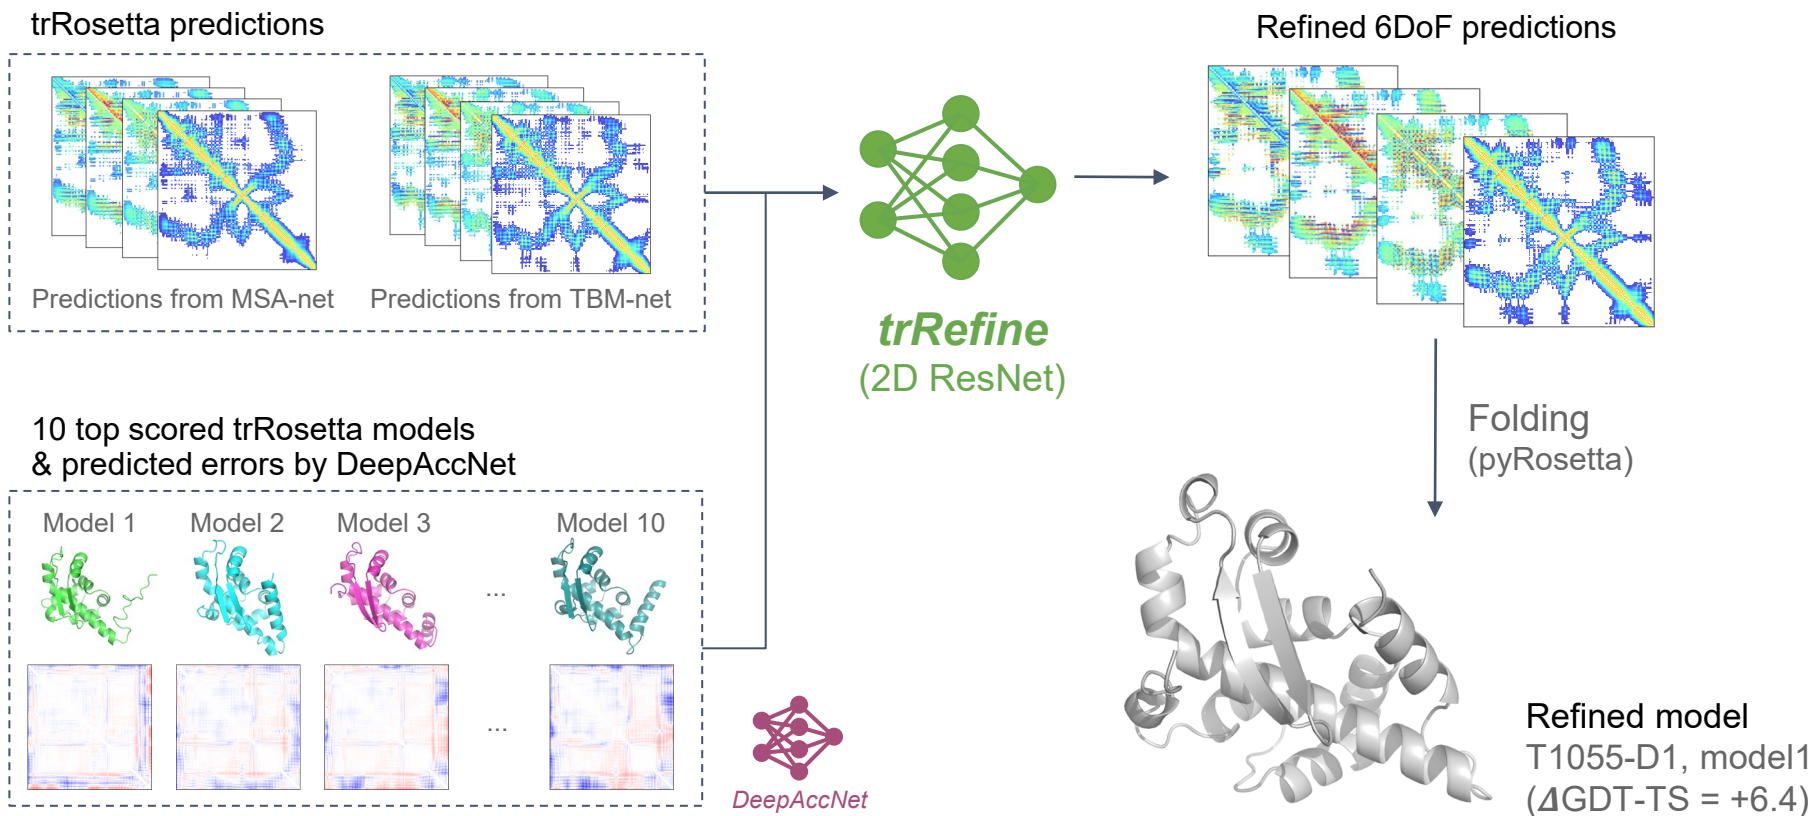 trRosetta predictions
Predictions from MSA-net
Predictions from TBM-net
10 top scored trRosetta models
& predicted errors by DeepAccNet
Model 1
Model 2
Model 3
...
Model 10
...
DeepAccNet
trRefine
(2D ResNet)
Refined 6DoF predictions
Folding
(pyRosetta)
Refined model
T1055-D1, model1
(ΔGDT-TS = +6.4)